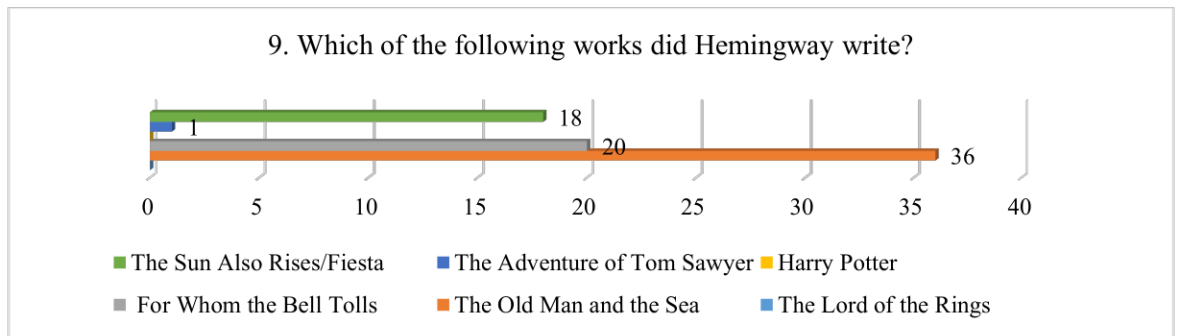 9. Which of the following works did Hemingway write?
18
1
20
36
0 5 10 15 20 25 30 35 40
The Sun Also Rises/Fiesta The Adventure of Tom Sawyer Harry Potter
For Whom the Bell Tolls The Old Man and the Sea The Lord of the Rings